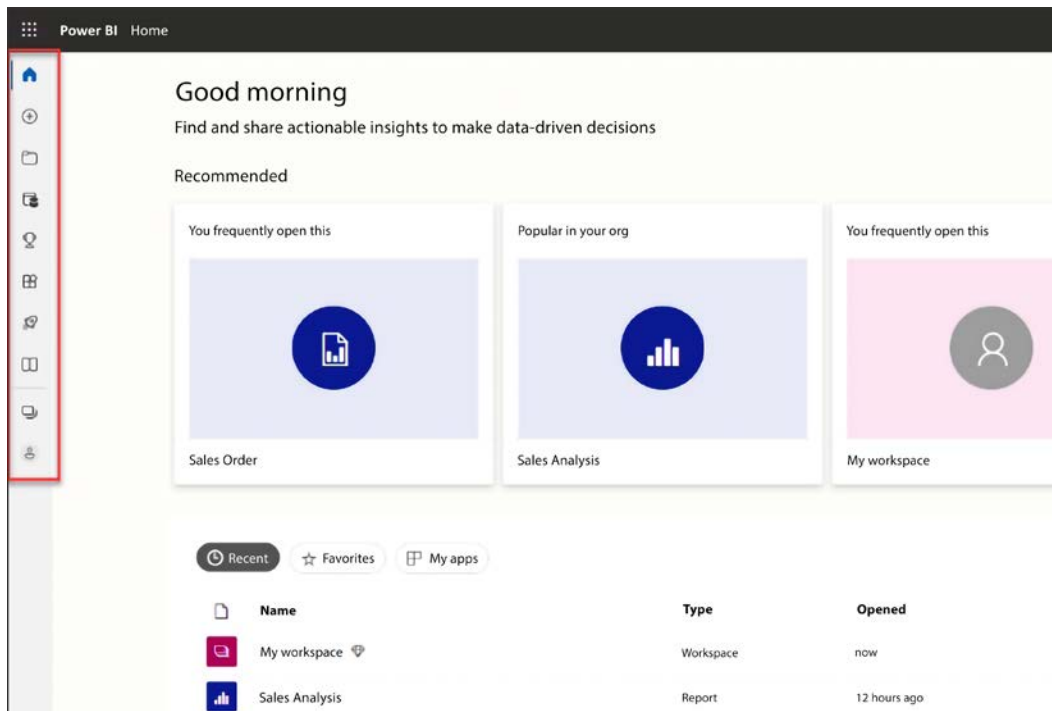 Power BI Home
Good morning
Find and share actionable insights to make data-driven decisions
Recommended
You frequently open this
Popular in your org
You frequently open this
Sales Order
Sales Analysis
My workspace
Recent Favorites My apps
Name Type Opened
My workspace Workspace now
Sales Analysis Report 12 hours ago